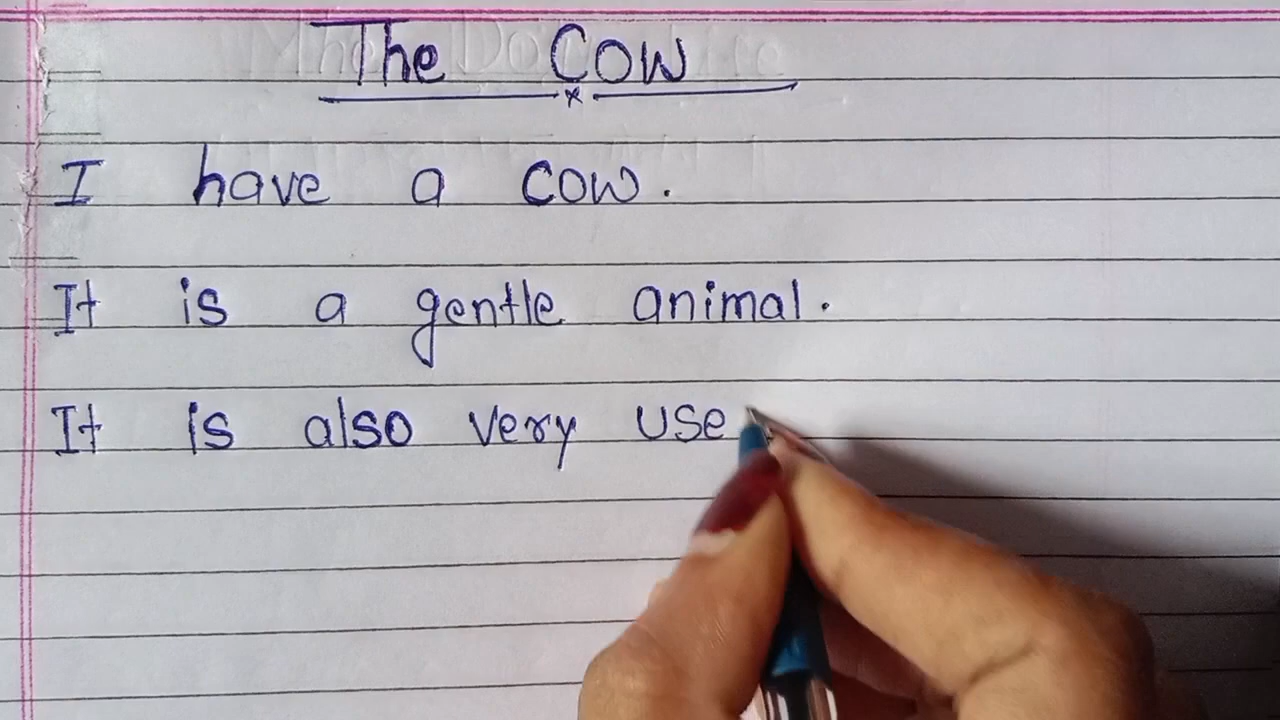 The Cow
I have a cow.
It is a gentle animal.
It is also very use